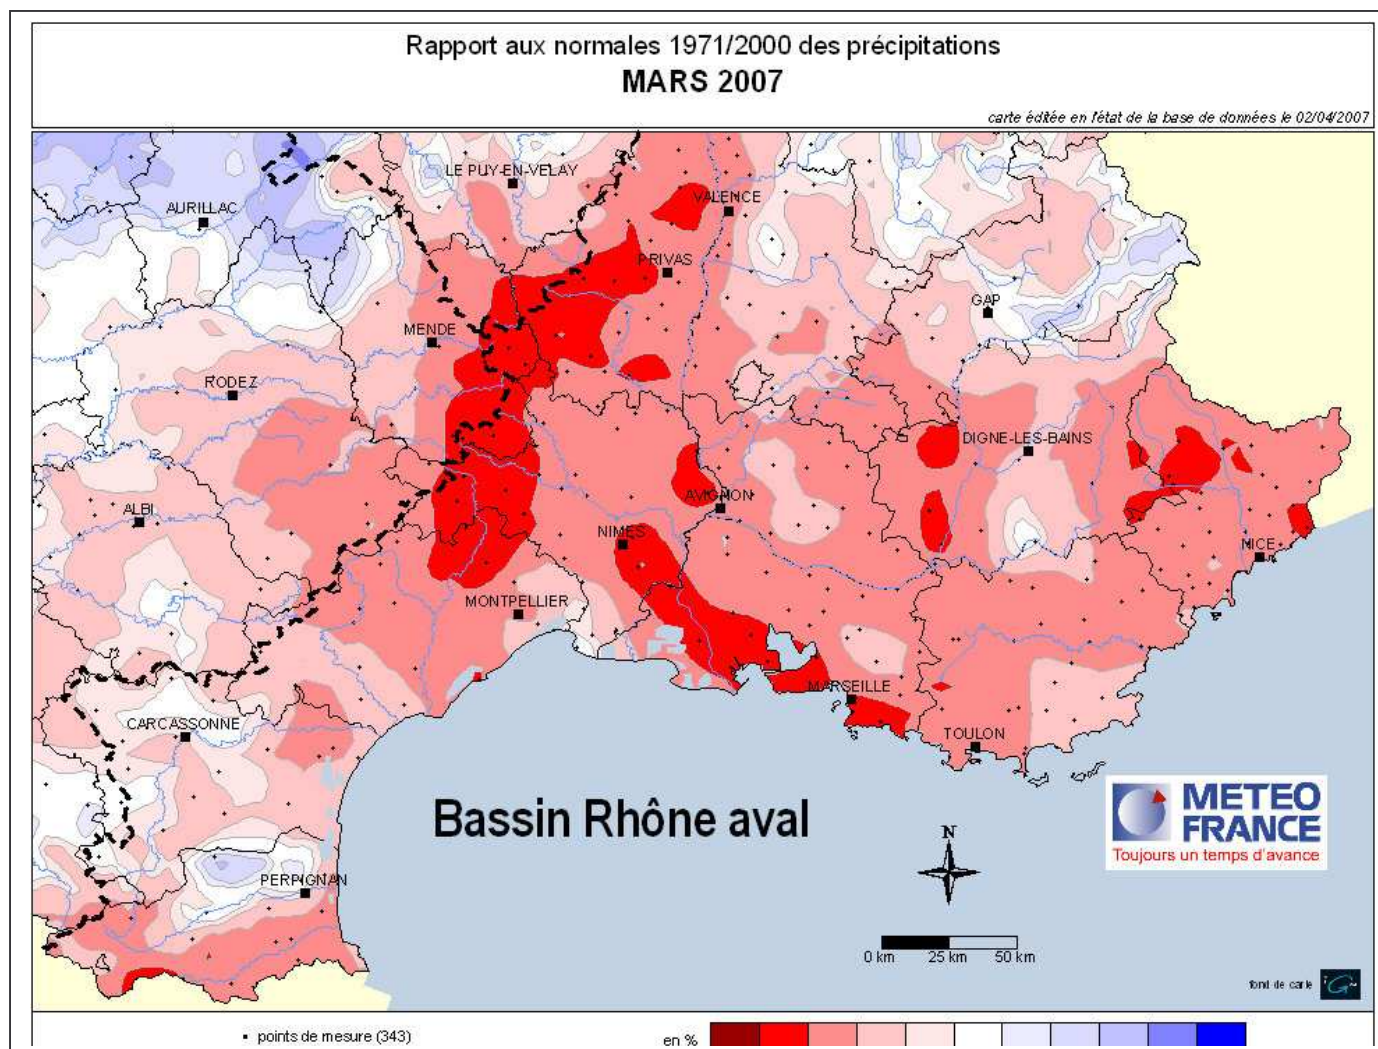 Rapport aux normales 1971/2000 des précipitations
MARS 2007
carte éditée en l'état de la base de données le 02/04/2007
LE PUY-EN-VELAY
AURILLAC
VALENCE
PRIVAS
GAP
MENDE
RODEZ
DIGNE-LES-BAINS
AVIGNON
ALBI
NIMES
NICE
MONTPELLIER
MARSEILLE
CARCASSONNE
TOULON
Bassin Rhône aval
METEO
FRANCE
Toujours un temps d'avance
N
PERPIGNAN
0 km 25 km 50 km
fond de carte
points de mesure (343)
en %